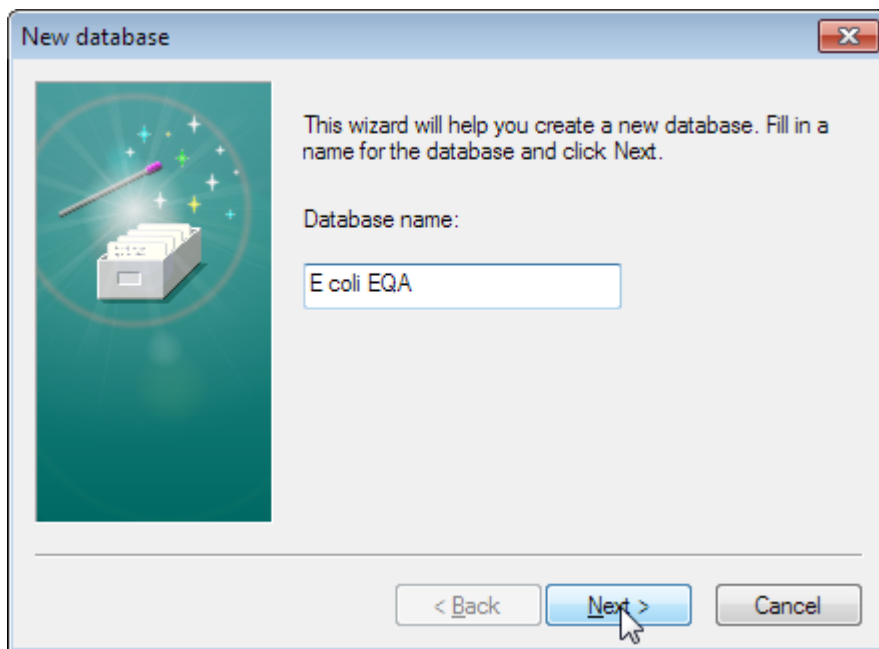 New database
This wizard will help you create a new database. Fill in a
name for the database and click Next.
Database name:
E coli EQA
< Back
Next >
Cancel